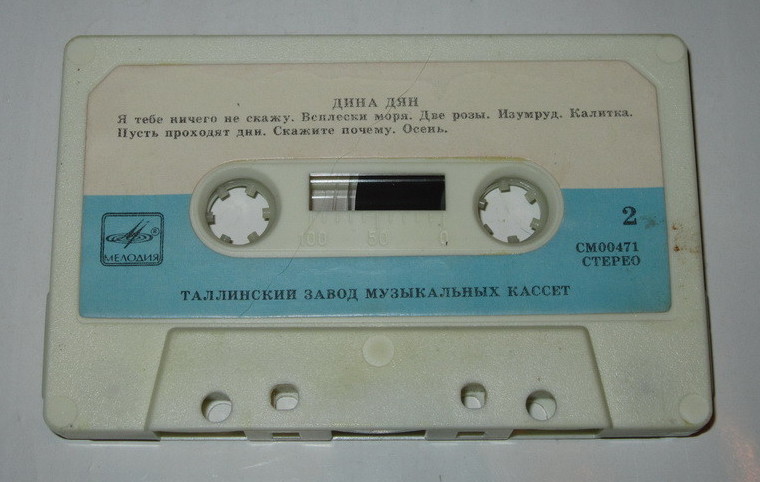 ДИНА ДЯН
Я тебе ничего не скажу. Всплески моря. Две розы. Изумруд. Калитка.
Пусть проходят дни. Скажите почему. Осень.
100 50 0
2
МЕЛОДИЯ
СМ00471
СТЕРЕО
ТАЛЛИНСКИЙ ЗАВОД МУЗЫКАЛЬНЫХ КАССЕТ